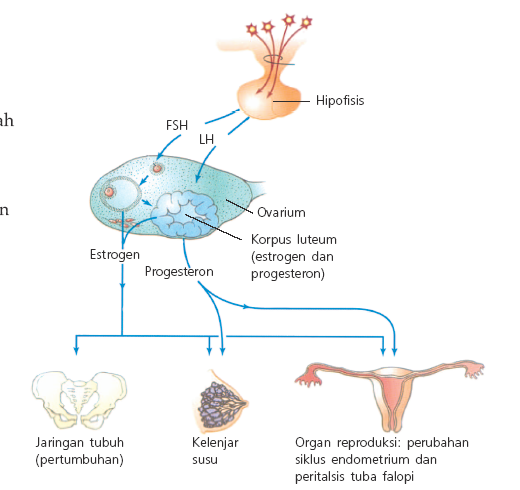 ah
n
Hipofisis
FSH
LH
Ovarium
Korpus luteum
(estrogen dan
progesteron)
Estrogen
Progesteron
Jaringan tubuh
(pertumbuhan)
Kelenjar
susu
Organ reproduksi: perubahan
siklus endometrium dan
peritalsis tuba falopi